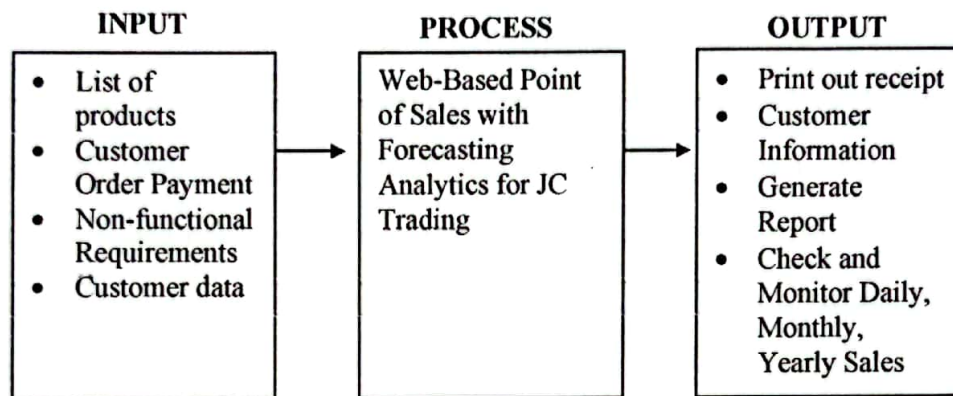 INPUT
• List of
products
• Customer
Order Payment
• Non-functional
Requirements
• Customer data
PROCESS
Web-Based Point
of Sales with
Forecasting
Analytics for JC
Trading
OUTPUT
• Print out receipt
• Customer
Information
• Generate
Report
• Check and
Monitor Daily,
Monthly,
Yearly Sales